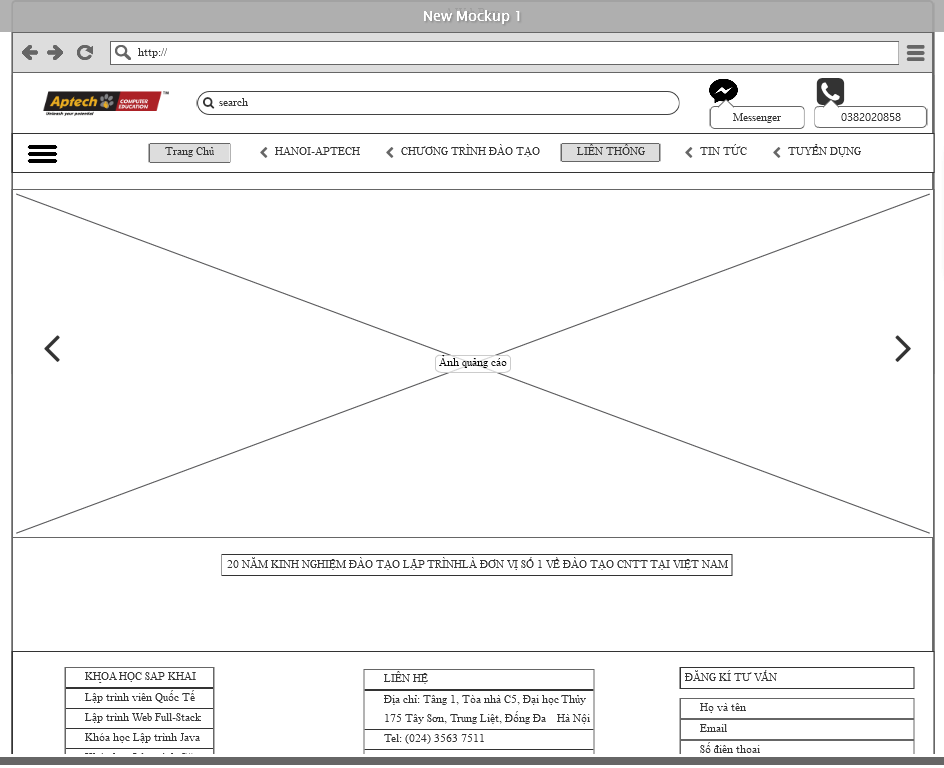 New Mockup 1
http://
Aptech COMPUTER EDUCATION TM
Unleash your potential
search
Messenger
0382020858
Trang Chủ
HANOI-APTECH
CHƯƠNG TRÌNH ĐÀO TẠO
LIÊN THÔNG
TIN TỨC
TUYỂN DỤNG
Ảnh quảng cáo
20 NĂM KINH NGHIỆM ĐÀO TẠO LẬP TRÌNHLÀ ĐƠN VỊ SỐ 1 VỀ ĐÀO TẠO CNTT TẠI VIỆT NAM
KHỌA HỌC SAP KHAI
Lập trình viên Quốc Tế
Lập trình Web Full-Stack
Khóa học Lập trình Java
LIÊN HỆ
Địa chỉ: Tầng 1, Tòa nhà C5, Đại học Thủy
175 Tây Sơn, Trung Liệt, Đống Đa Hà Nội
Tel: (024) 3563 7511
ĐĂNG KÍ TƯ VẤN
Họ và tên
Email
Số điện thoại